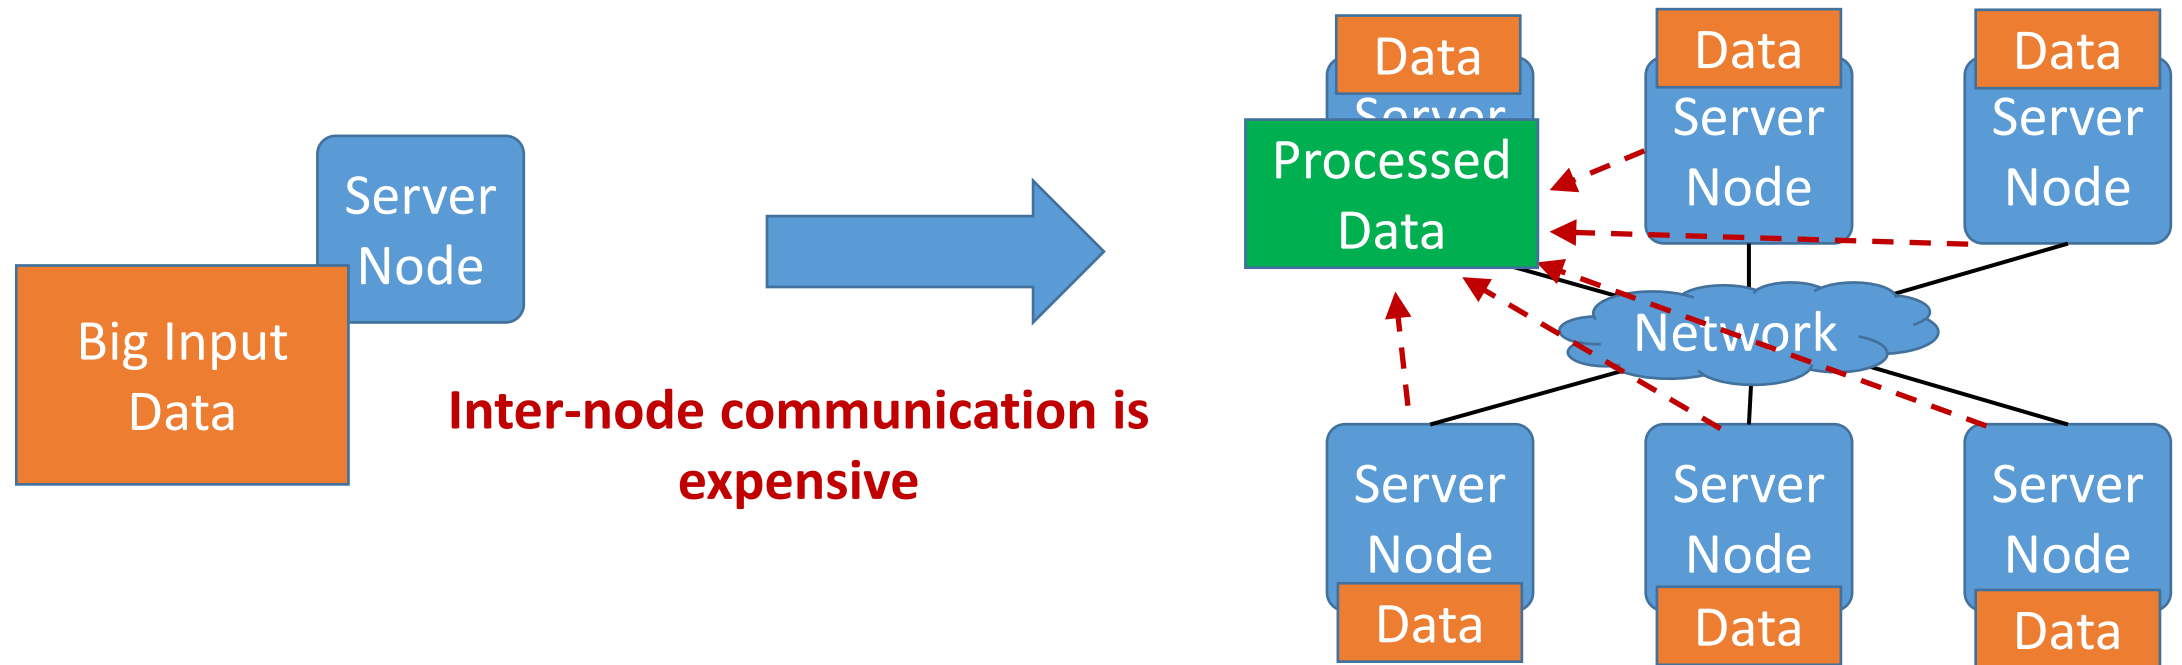 Server
Node
Big Input
Data
Inter-node communication is
expensive
Data
Server
Processed
Data
Data
Server
Node
Data
Server
Node
Network
Server
Node
Data
Server
Node
Data
Server
Node
Data